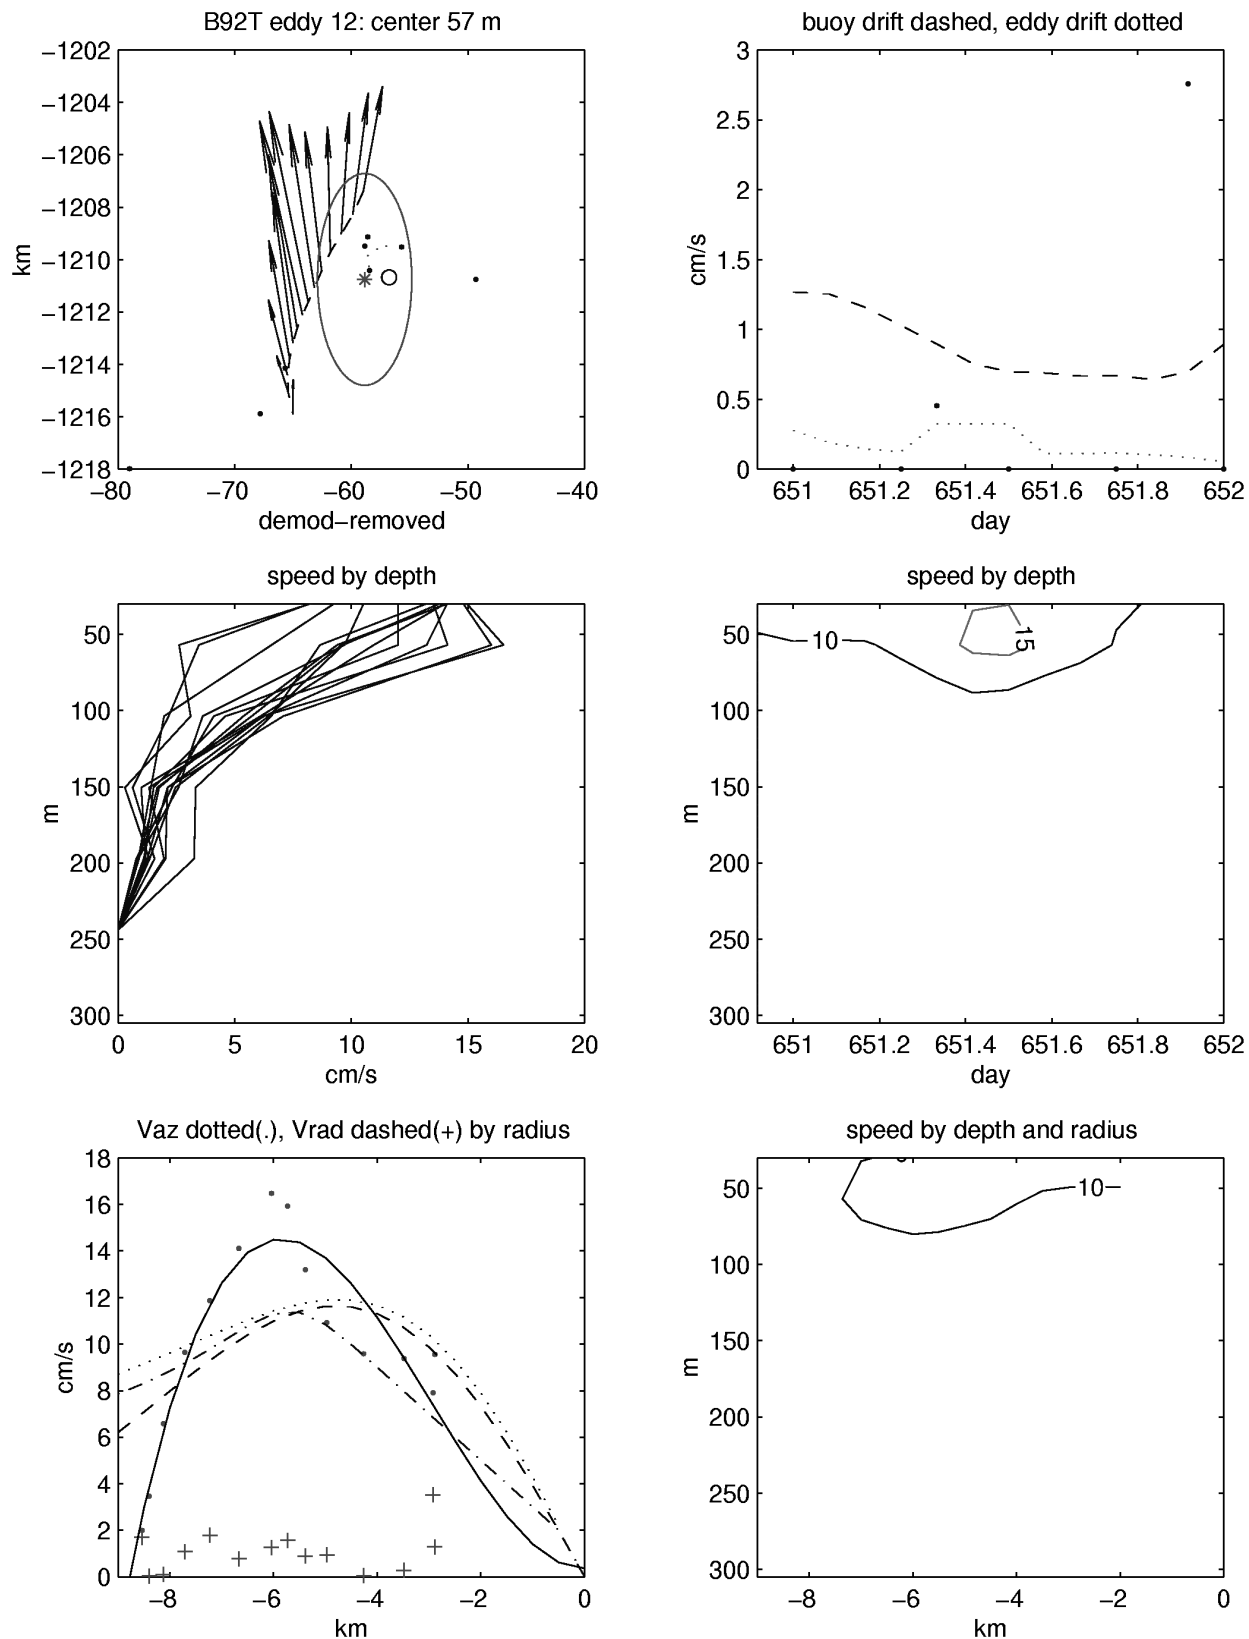 B92T eddy 12: center 57 m
−1202
−1204
−1206
−1208
−1210
−1212
−1214
−1216
−1218
km
−80 −70 −60 −50 −40
demod−removed
buoy drift dashed, eddy drift dotted
3
2.5
2
1.5
1
0.5
0
cm/s
651 651.2 651.4 651.6 651.8 652
day
speed by depth
50
100
150
200
250
300
m
0 5 10 15 20
cm/s
speed by depth
50
100
150
200
250
300
m
10
15
651 651.2 651.4 651.6 651.8 652
day
Vaz dotted(.), Vrad dashed(+) by radius
18
16
14
12
10
8
6
4
2
0
cm/s
−8 −6 −4 −2 0
km
speed by depth and radius
50
100
150
200
250
300
m
10
−8 −6 −4 −2 0
km